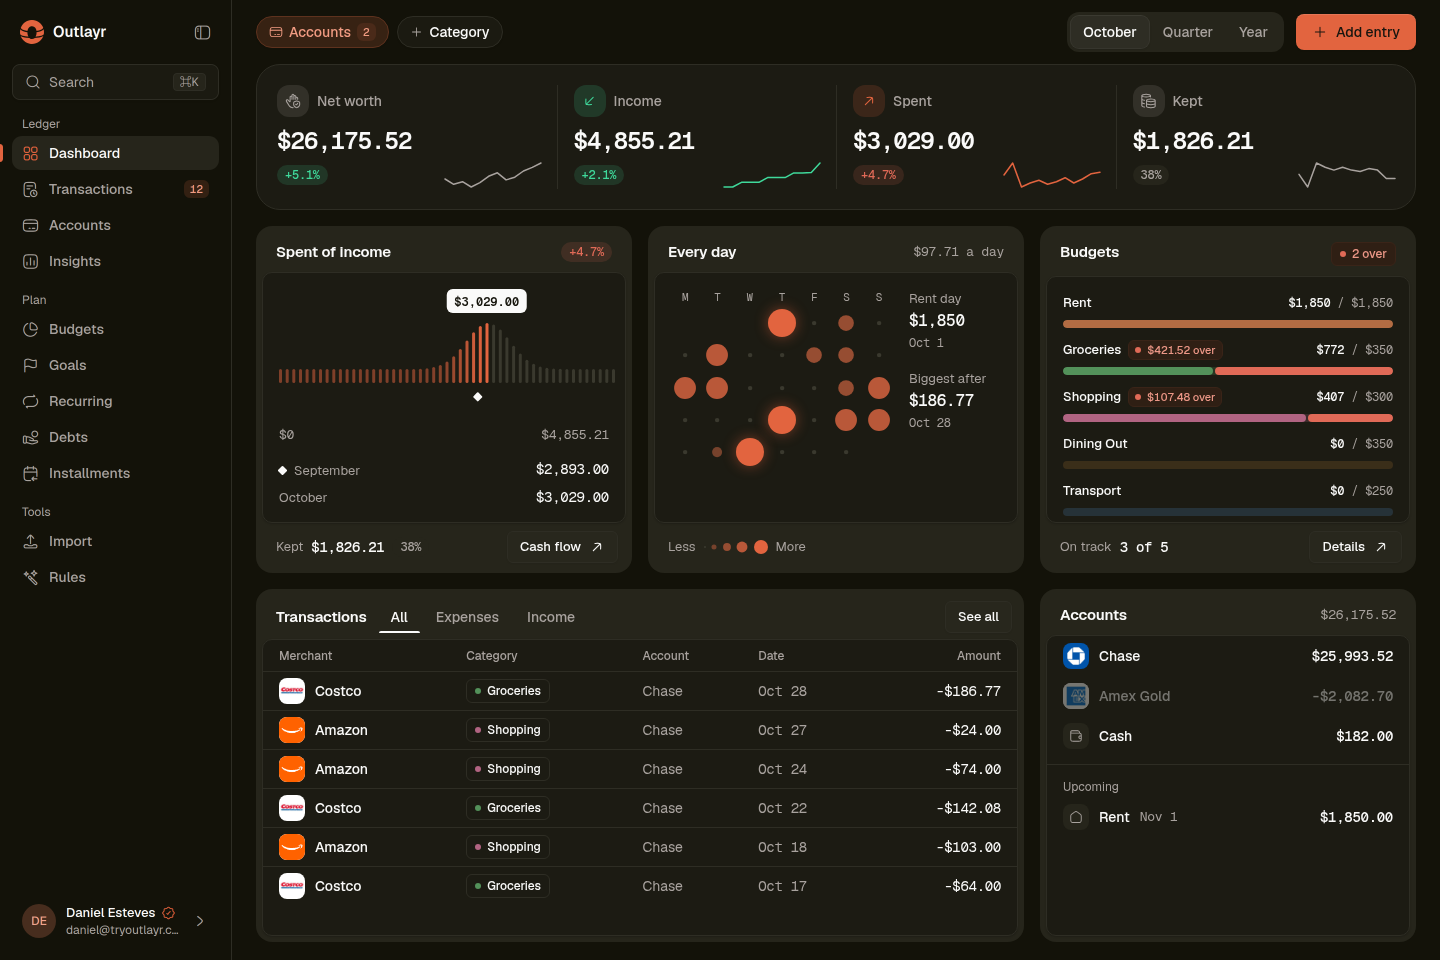 Outlayr
Search ⌘K
Ledger
Dashboard
Transactions 12
Accounts
Insights
Plan
Budgets
Goals
Recurring
Debts
Installments
Tools
Import
Rules
DE
Daniel Esteves
daniel@tryoutlayr.c...
Accounts 2
Category
October Quarter Year
Add entry
Net worth
$26,175.52
+5.1%
Income
$4,855.21
+2.1%
Spent
$3,029.00
+4.7%
Kept
$1,826.21
38%
Spent of Income +4.7%
$3,029.00
$0 $4,855.21
September $2,893.00
October $3,029.00
Kept $1,826.21 38% Cash flow
Every day $97.71 a day
M T W T F S S
Rent day
$1,850
Oct 1
Biggest after
$186.77
Oct 28
Less More
Budgets 2 over
Rent $1,850 / $1,850
Groceries $421.52 over $772 / $350
Shopping $107.48 over $407 / $300
Dining Out $0 / $350
Transport $0 / $250
On track 3 of 5 Details
Transactions All Expenses Income See all
Merchant Category Account Date Amount
Costco Groceries Chase Oct 28 -$186.77
Amazon Shopping Chase Oct 27 -$24.00
Amazon Shopping Chase Oct 24 -$74.00
Costco Groceries Chase Oct 22 -$142.08
Amazon Shopping Chase Oct 18 -$103.00
Costco Groceries Chase Oct 17 -$64.00
Accounts $26,175.52
Chase $25,993.52
Amex Gold -$2,082.70
Cash $182.00
Upcoming
Rent Nov 1 $1,850.00